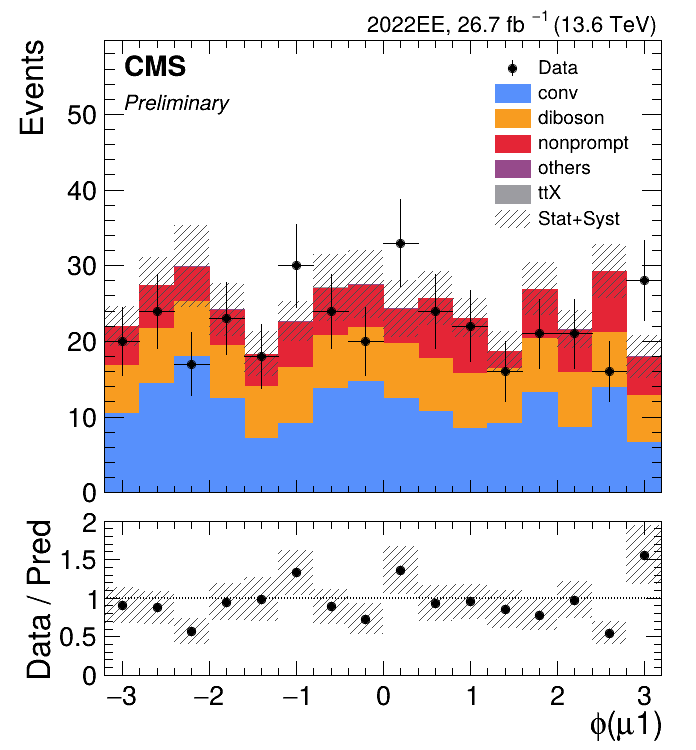 2022EE, 26.7 fb⁻¹ (13.6 TeV)
CMS
Preliminary
Data
conv
diboson
nonprompt
others
ttX
Stat+Syst
Events
50
40
30
20
10
0
2
1.5
1
0.5
0
Data / Pred
−3 −2 −1 0 1 2 3
ϕ(μ1)